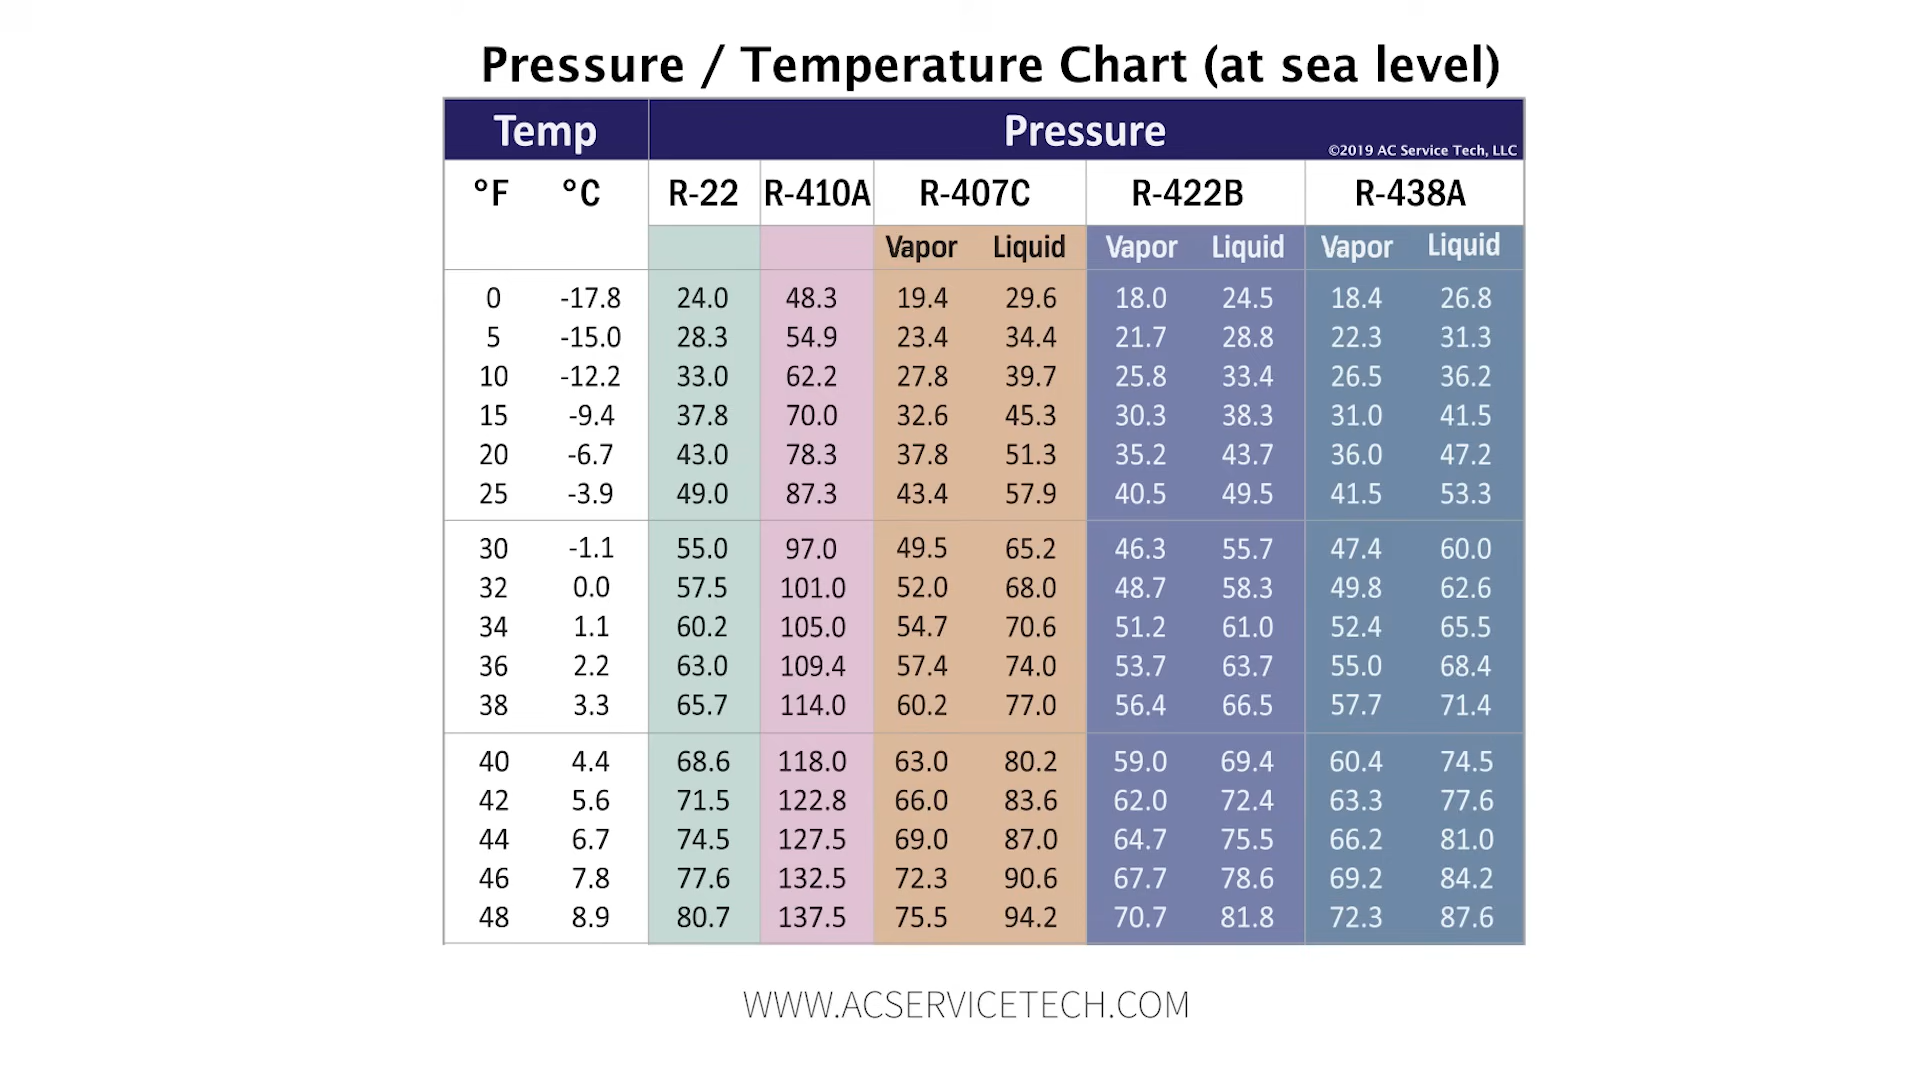 Pressure / Temperature Chart (at sea level)
Temp Pressure
©2019 AC Service Tech, LLC
°F °C R-22 R-410A R-407C R-422B R-438A
Vapor Liquid Vapor Liquid Vapor Liquid
0 -17.8 24.0 48.3 19.4 29.6 18.0 24.5 18.4 26.8
5 -15.0 28.3 54.9 23.4 34.4 21.7 28.8 22.3 31.3
10 -12.2 33.0 62.2 27.8 39.7 25.8 33.4 26.5 36.2
15 -9.4 37.8 70.0 32.6 45.3 30.3 38.3 31.0 41.5
20 -6.7 43.0 78.3 37.8 51.3 35.2 43.7 36.0 47.2
25 -3.9 49.0 87.3 43.4 57.9 40.5 49.5 41.5 53.3
30 -1.1 55.0 97.0 49.5 65.2 46.3 55.7 47.4 60.0
32 0.0 57.5 101.0 52.0 68.0 48.7 58.3 49.8 62.6
34 1.1 60.2 105.0 54.7 70.6 51.2 61.0 52.4 65.5
36 2.2 63.0 109.4 57.4 74.0 53.7 63.7 55.0 68.4
38 3.3 65.7 114.0 60.2 77.0 56.4 66.5 57.7 71.4
40 4.4 68.6 118.0 63.0 80.2 59.0 69.4 60.4 74.5
42 5.6 71.5 122.8 66.0 83.6 62.0 72.4 63.3 77.6
44 6.7 74.5 127.5 69.0 87.0 64.7 75.5 66.2 81.0
46 7.8 77.6 132.5 72.3 90.6 67.7 78.6 69.2 84.2
48 8.9 80.7 137.5 75.5 94.2 70.7 81.8 72.3 87.6
WWW.ACSERVICETECH.COM